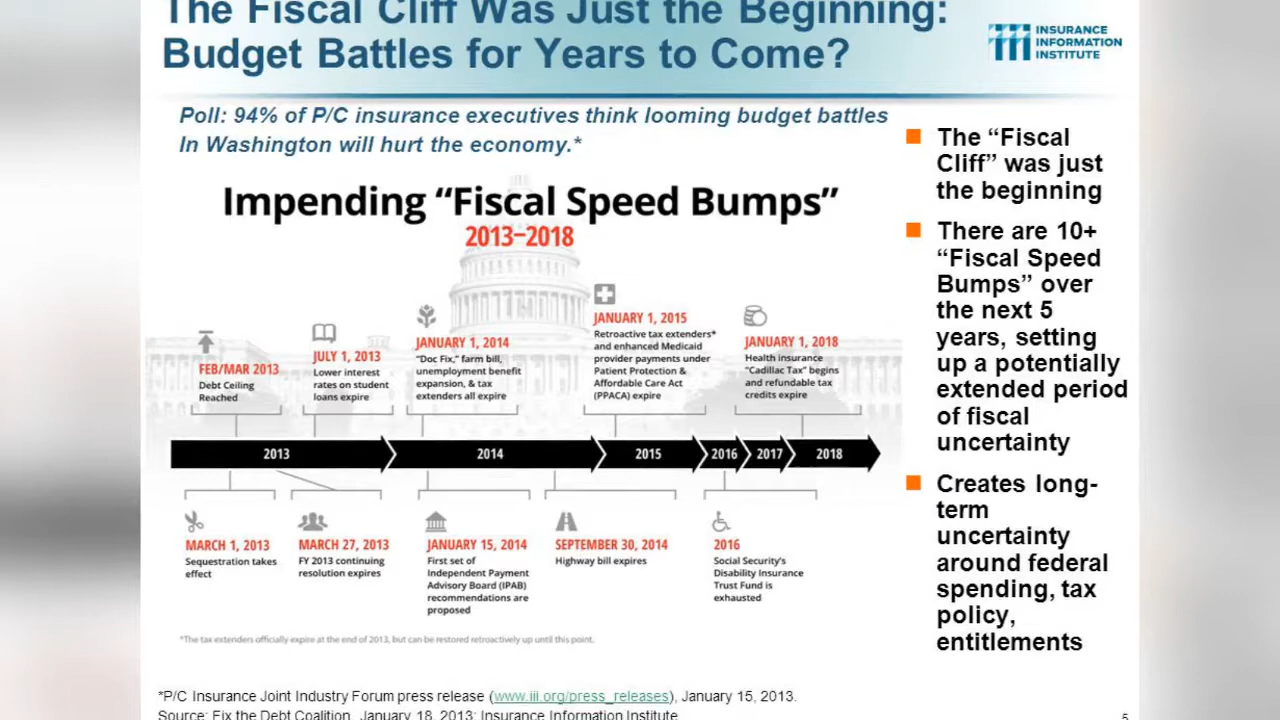 The Fiscal Cliff Was Just the Beginning:
Budget Battles for Years to Come?
INSURANCE
INFORMATION
INSTITUTE
Poll: 94% of P/C insurance executives think looming budget battles
In Washington will hurt the economy.*
Impending “Fiscal Speed Bumps”
2013–2018
FEB/MAR 2013
Debt Ceiling
Reached
JULY 1, 2013
Lower interest
rates on student
loans expire
JANUARY 1, 2014
“Doc Fix,” farm bill,
unemployment benefit
expansion, & tax
extenders all expire
JANUARY 1, 2015
Retroactive tax extenders*
and enhanced Medicaid
provider payments under
Patient Protection &
Affordable Care Act
(PPACA) expire
JANUARY 1, 2018
Health insurance
“Cadillac Tax” begins
and refundable tax
credits expire
2013 2014 2015 2016 2017 2018
MARCH 1, 2013
Sequestration takes
effect
MARCH 27, 2013
FY 2013 continuing
resolution expires
JANUARY 15, 2014
First set of
Independent Payment
Advisory Board (IPAB)
recommendations are
proposed
SEPTEMBER 30, 2014
Highway bill expires
2016
Social Security’s
Disability Insurance
Trust Fund is
exhausted
*The tax extenders officially expire at the end of 2013, but can be restored retroactively up until this point.
The “Fiscal
Cliff” was just
the beginning
There are 10+
“Fiscal Speed
Bumps” over
the next 5
years, setting
up a potentially
extended period
of fiscal
uncertainty
Creates long-
term
uncertainty
around federal
spending, tax
policy,
entitlements
*P/C Insurance Joint Industry Forum press release (www.iii.org/press_releases), January 15, 2013.
Source: Fix the Debt Coalition, January 18, 2013; Insurance Information Institute
5